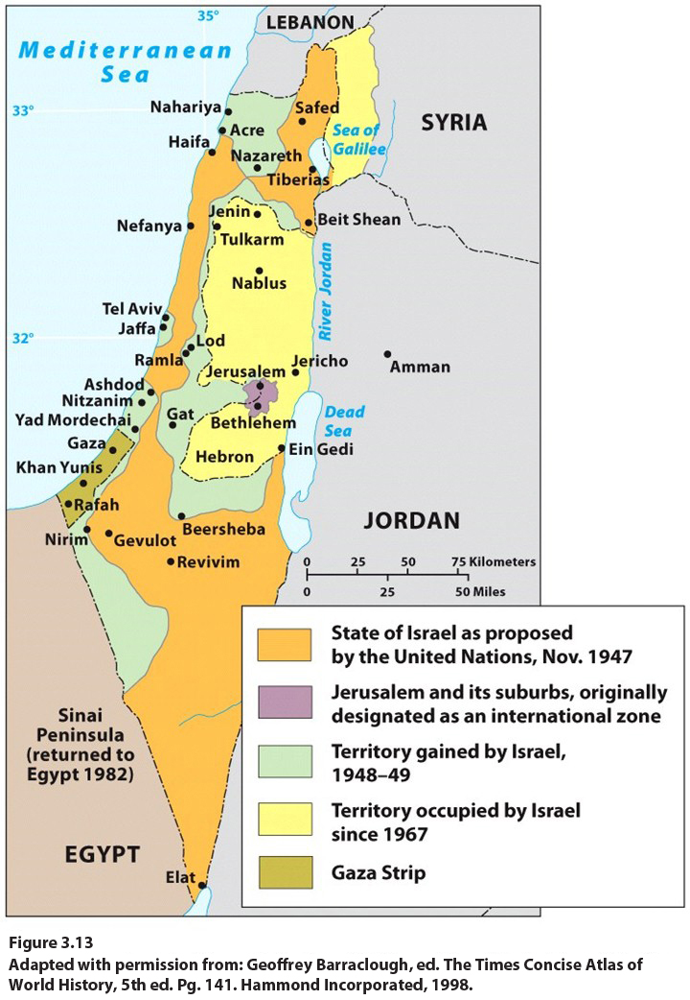 35°
LEBANON
Mediterranean
Sea
33°
Nahariya
Safed
SYRIA
Acre
Sea of
Galilee
Haifa
Nazareth
Tiberias
Jenin
Nefanya
Beit Shean
Tulkarm
River Jordan
Nablus
Tel Aviv
Jaffa
32°
Lod
Ramla
Jericho
Jerusalem
Amman
Ashdod
Nitzanim
Gat
Dead
Sea
Yad Mordechai
Bethlehem
Gaza
Ein Gedi
Hebron
Khan Yunis
Rafah
JORDAN
Nirim
Beersheba
Gevulot
Revivim
0 25 50 75 Kilometers
0 25 50 Miles
State of Israel as proposed
by the United Nations, Nov. 1947
Jerusalem and its suburbs, originally
designated as an international zone
Territory gained by Israel,
1948–49
Territory occupied by Israel
since 1967
Gaza Strip
Sinai
Peninsula
(returned to
Egypt 1982)
EGYPT
Elat
Figure 3.13
Adapted with permission from: Geoffrey Barraclough, ed. The Times Concise Atlas of
World History, 5th ed. Pg. 141. Hammond Incorporated, 1998.